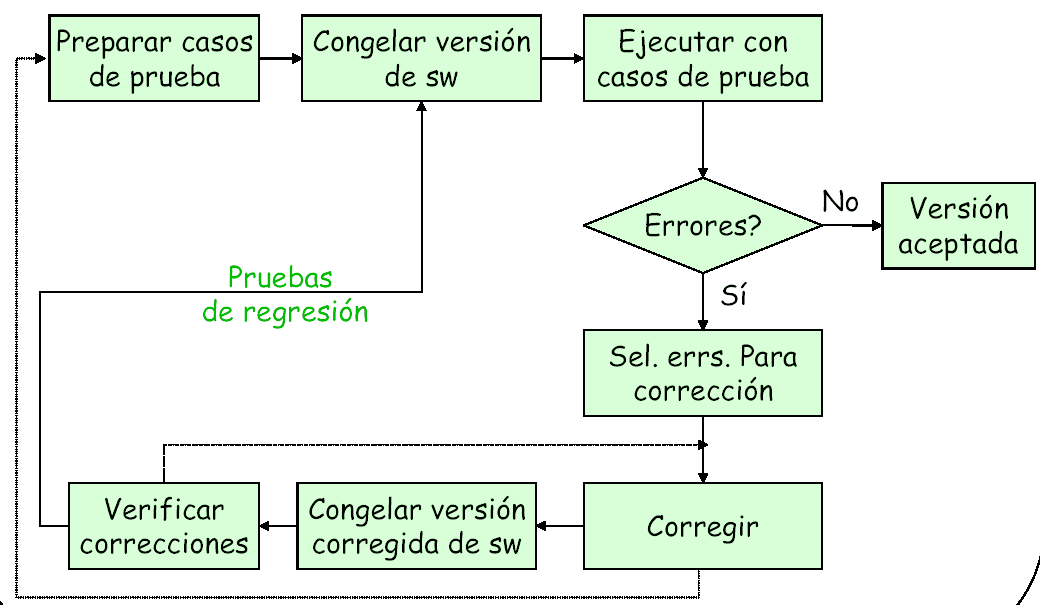 Preparar casos
de prueba
Congelar versión
de sw
Ejecutar con
casos de prueba
Errores?
No
Versión
aceptada
Pruebas
de regresión
Sí
Sel. errs. Para
corrección
Verificar
correcciones
Congelar versión
corregida de sw
Corregir